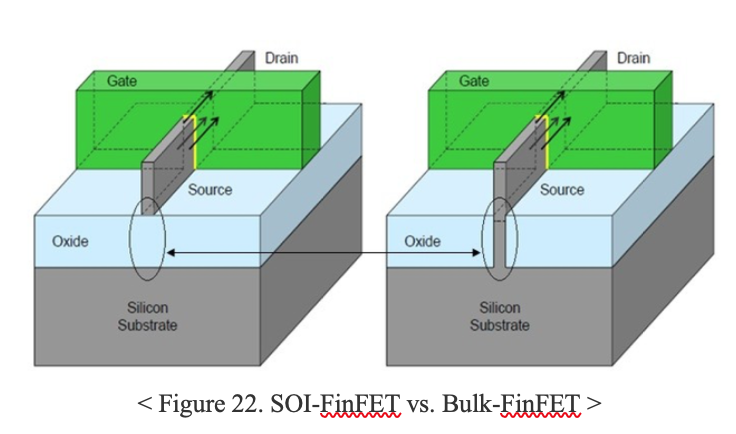 Drain
Gate
Source
Oxide
Silicon
Substrate
Drain
Gate
Source
Oxide
Silicon
Substrate
< Figure 22. SOI-FinFET vs. Bulk-FinFET >